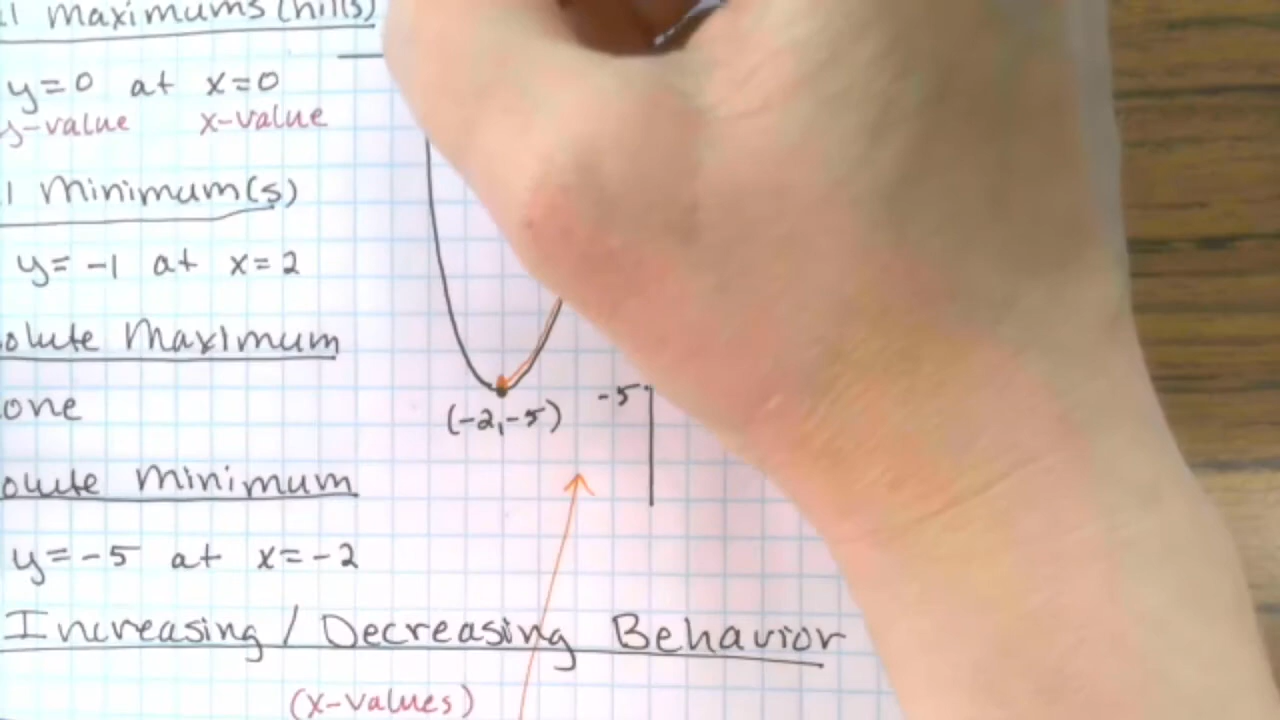 maximums (hills)
y=0 at x=0
y-value x-value
minimum(s)
y= -1 at x=2
olute maximum
one
(-2,-5)
-5
olute minimum
y=-5 at x=-2
Increasing / Decreasing Behavior
(x-values)